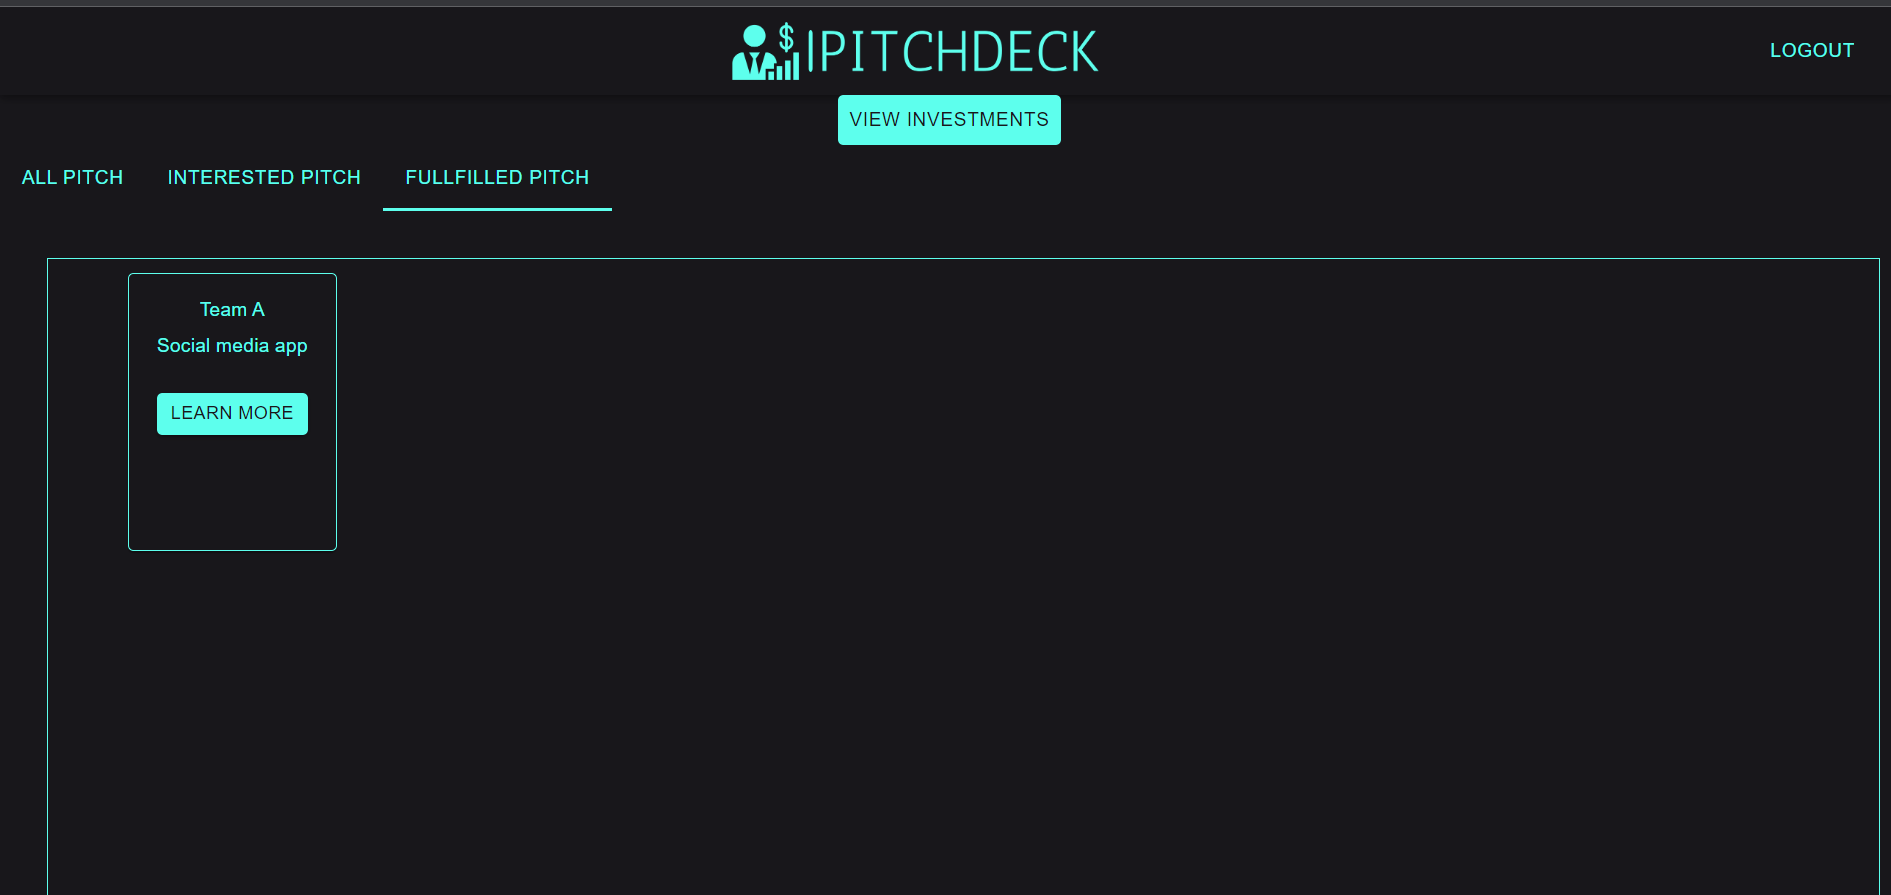 IPITCHDECK
LOGOUT
VIEW INVESTMENTS
ALL PITCH
INTERESTED PITCH
FULLFILLED PITCH
Team A
Social media app
LEARN MORE